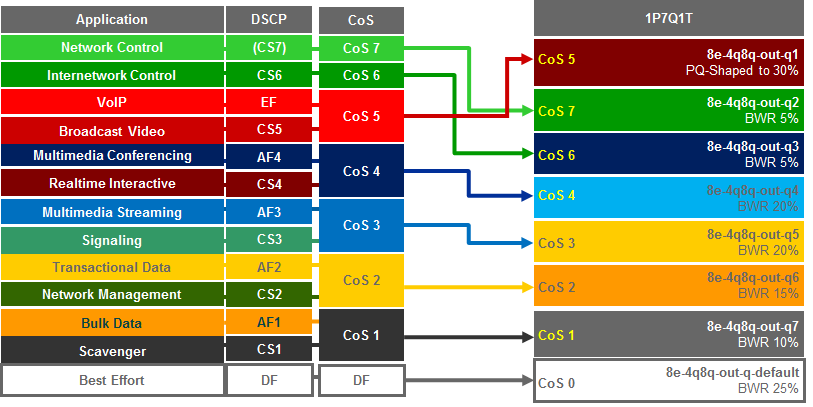 Application DSCP CoS 1P7Q1T
Network Control (CS7) CoS 7
Internetwork Control CS6 CoS 6
VoIP EF
CoS 5
Broadcast Video CS5
Multimedia Conferencing AF4
CoS 4
Realtime Interactive CS4
Multimedia Streaming AF3
CoS 3
Signaling CS3
Transactional Data AF2
CoS 2
Network Management CS2
Bulk Data AF1
CoS 1
Scavenger CS1
Best Effort DF DF
CoS 5 8e-4q8q-out-q1
PQ-Shaped to 30%
CoS 7 8e-4q8q-out-q2
BWR 5%
CoS 6 8e-4q8q-out-q3
BWR 5%
CoS 4 8e-4q8q-out-q4
BWR 20%
CoS 3 8e-4q8q-out-q5
BWR 20%
CoS 2 8e-4q8q-out-q6
BWR 15%
CoS 1 8e-4q8q-out-q7
BWR 10%
CoS 0 8e-4q8q-out-q-default
BWR 25%